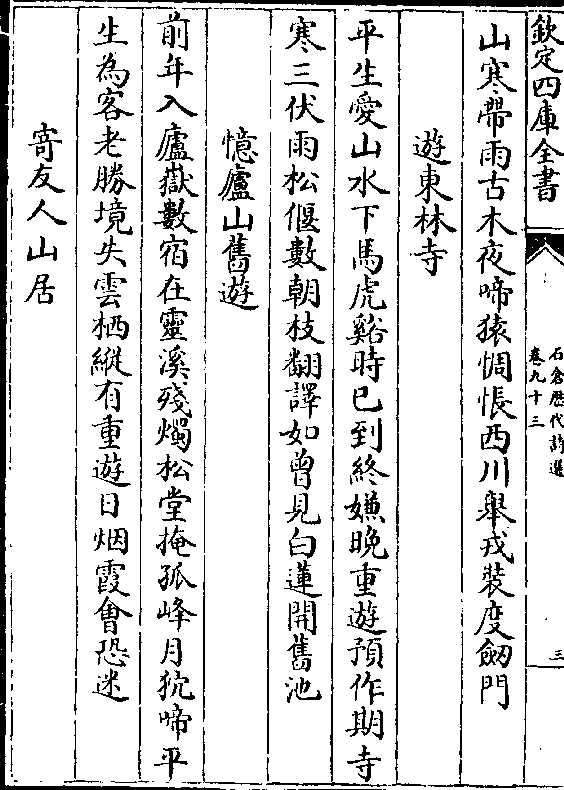 欽定四庫全書
石倉歴代詩選
卷九十三
三
山寒帶雨古木夜啼猿惆悵西川舉戎裝度劒門
遊東林寺
平生愛山水下馬虎谿時已到終嫌晚重遊預作期寺
寒三伏雨松偃數朝枝翻譯如曾見白蓮開舊池
憶廬山舊遊
前年入廬嶽數宿在靈溪殘燭松堂掩孤峰月狖啼平
生為客老勝境失雲栖縱有重遊日烟霞會恐迷
寄友人山居